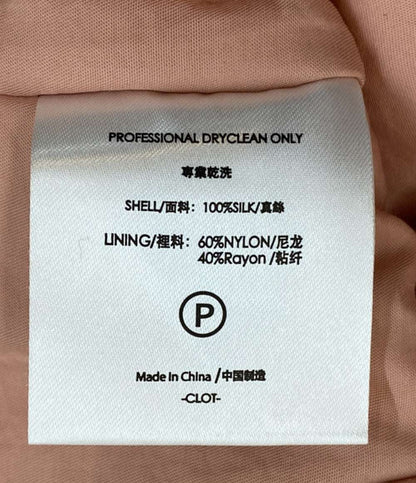 PROFESSIONAL DRYCLEAN ONLY
專業乾洗
SHELL/面料: 100%SILK/真絲
LINING/裡料: 60%NYLON/尼龙
40%Rayon/粘纤
P
Made in China /中国制造
-CLOT-